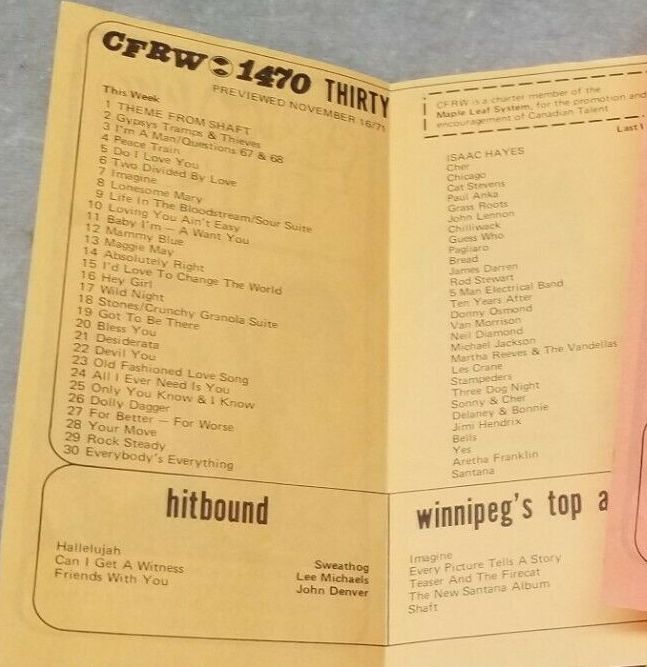 CFRW 1470 THIRTY
PREVIEWED NOVEMBER 16/71
This Week
1 THEME FROM SHAFT
2 Gypsys Tramps & Thieves
3 I'm A Man/Questions 67 & 68
4 Peace Train
5 Do I Love You
6 Two Divided By Love
7 Imagine
8 Lonesome Mary
9 Life In The Bloodstream/Sour Suite
10 Loving You Ain't Easy
11 Baby I'm — A Want You
12 Mammy Blue
13 Maggie May
14 Absolutely Right
15 I'd Love To Change The World
16 Hey Girl
17 Wild Night
18 Stones/Crunchy Granola Suite
19 Got To Be There
20 Bless You
21 Desiderata
22 Devil You
23 Old Fashioned Love Song
24 All I Ever Need Is You
25 Only You Know & I Know
26 Dolly Dagger
27 For Better — For Worse
28 Your Move
29 Rock Steady
30 Everybody's Everything
hitbound
Hallelujah Sweathog
Can I Get A Witness Lee Michaels
Friends With You John Denver
CFRW is a charter member of the
Maple Leaf System, for the promotion and
encouragement of Canadian Talent
Last
ISAAC HAYES
Cher
Chicago
Cat Stevens
Paul Anka
Grass Roots
John Lennon
Chilliwack
Guess Who
Pagliaro
Bread
James Darren
Rod Stewart
5 Man Electrical Band
Ten Years After
Donny Osmond
Van Morrison
Neil Diamond
Michael Jackson
Martha Reeves & The Vandellas
Les Crane
Stampeders
Three Dog Night
Sonny & Cher
Delaney & Bonnie
Jimi Hendrix
Bells
Yes
Aretha Franklin
Santana
winnipeg's top a
Imagine
Every Picture Tells A Story
Teaser And The Firecat
The New Santana Album
Shaft